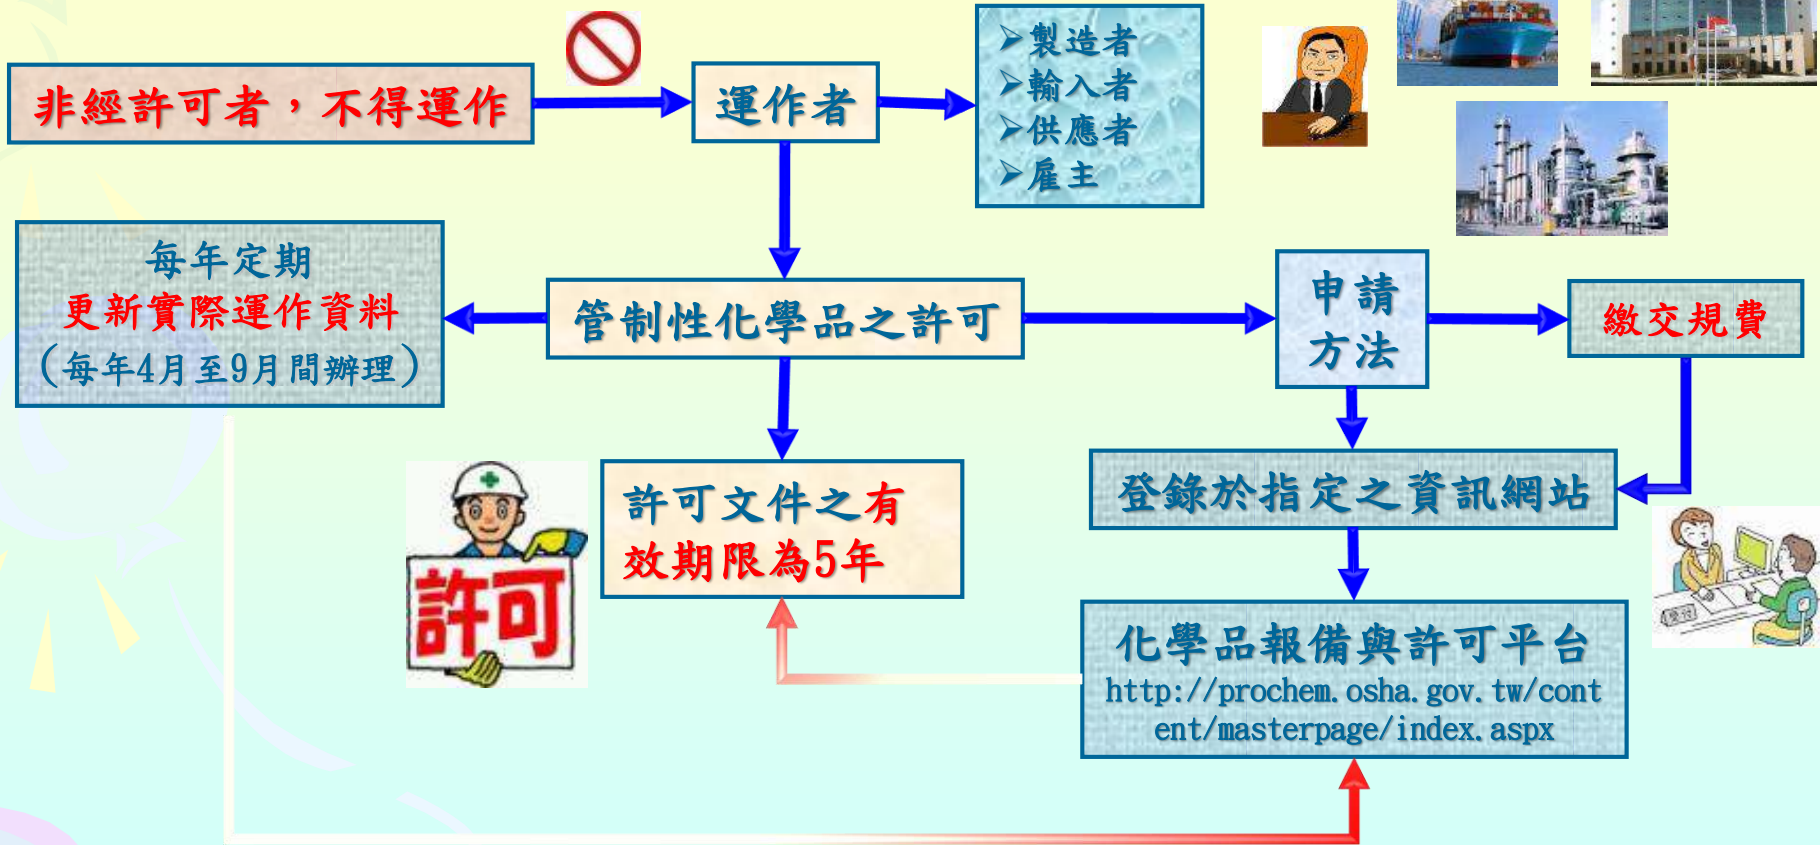 非經許可者，不得運作
運作者
➢製造者
➢輸入者
➢供應者
➢雇主
每年定期
更新實際運作資料
（每年4月至9月間辦理）
管制性化學品之許可
申請
方法
繳交規費
許可文件之有
效期限為5年
登錄於指定之資訊網站
許可
化學品報備與許可平台
http://prochem.osha.gov.tw/cont
ent/masterpage/index.aspx